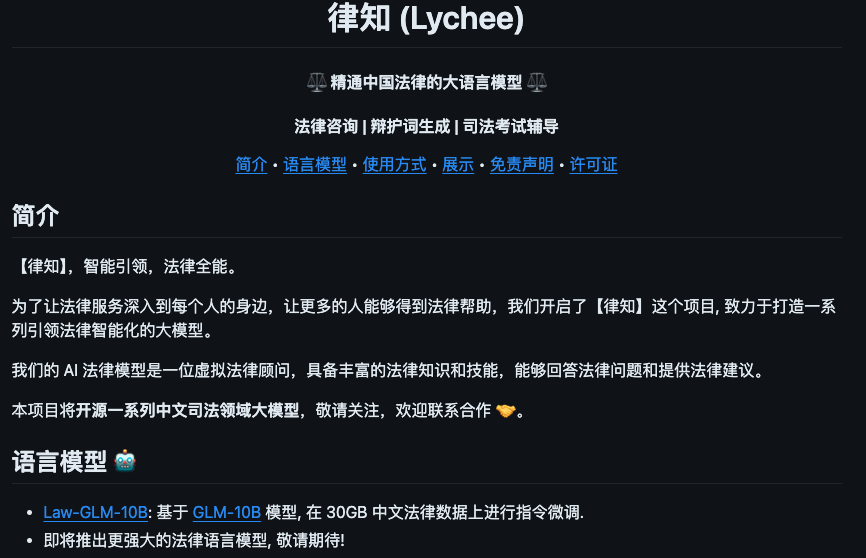 律知 (Lychee)
⚖️ 精通中国法律的大语言模型 ⚖️
法律咨询 | 辩护词生成 | 司法考试辅导
简介 • 语言模型 • 使用方式 • 展示 • 免责声明 • 许可证
简介
【律知】，智能引领，法律全能。
为了让法律服务深入到每个人的身边，让更多的人能够得到法律帮助，我们开启了【律知】这个项目, 致力于打造一系
列引领法律智能化的大模型。
我们的 AI 法律模型是一位虚拟法律顾问，具备丰富的法律知识和技能，能够回答法律问题和提供法律建议。
本项目将开源一系列中文司法领域大模型，敬请关注，欢迎联系合作 🤝。
语言模型 🤖
• Law-GLM-10B: 基于 GLM-10B 模型, 在 30GB 中文法律数据上进行指令微调.
• 即将推出更强大的法律语言模型, 敬请期待!